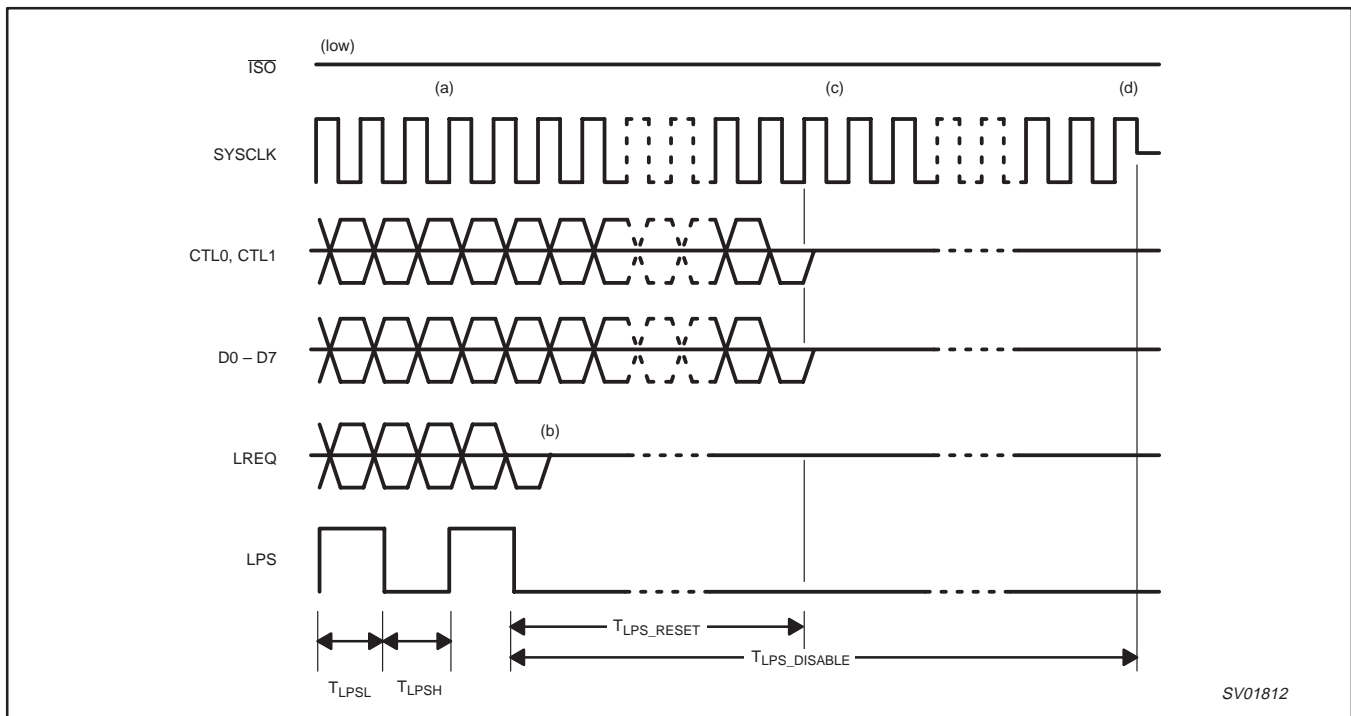 (low)
ISO
(a)
(c)
(d)
SYSCLK
CTL0, CTL1
D0 – D7
(b)
LREQ
LPS
TLPS_RESET
TLPS_DISABLE
TLPSL
TLPSH
SV01812